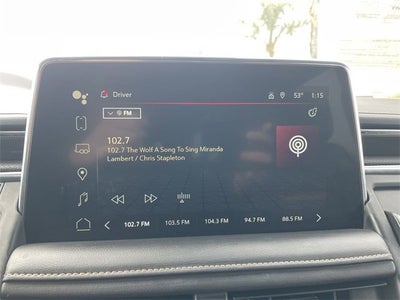 Driver
53° 1:15
FM
102.7
102.7 The Wolf A Song To Sing Miranda
Lambert / Chris Stapleton
102.7 FM 103.5 FM 104.3 FM 94.7 FM 88.5 FM